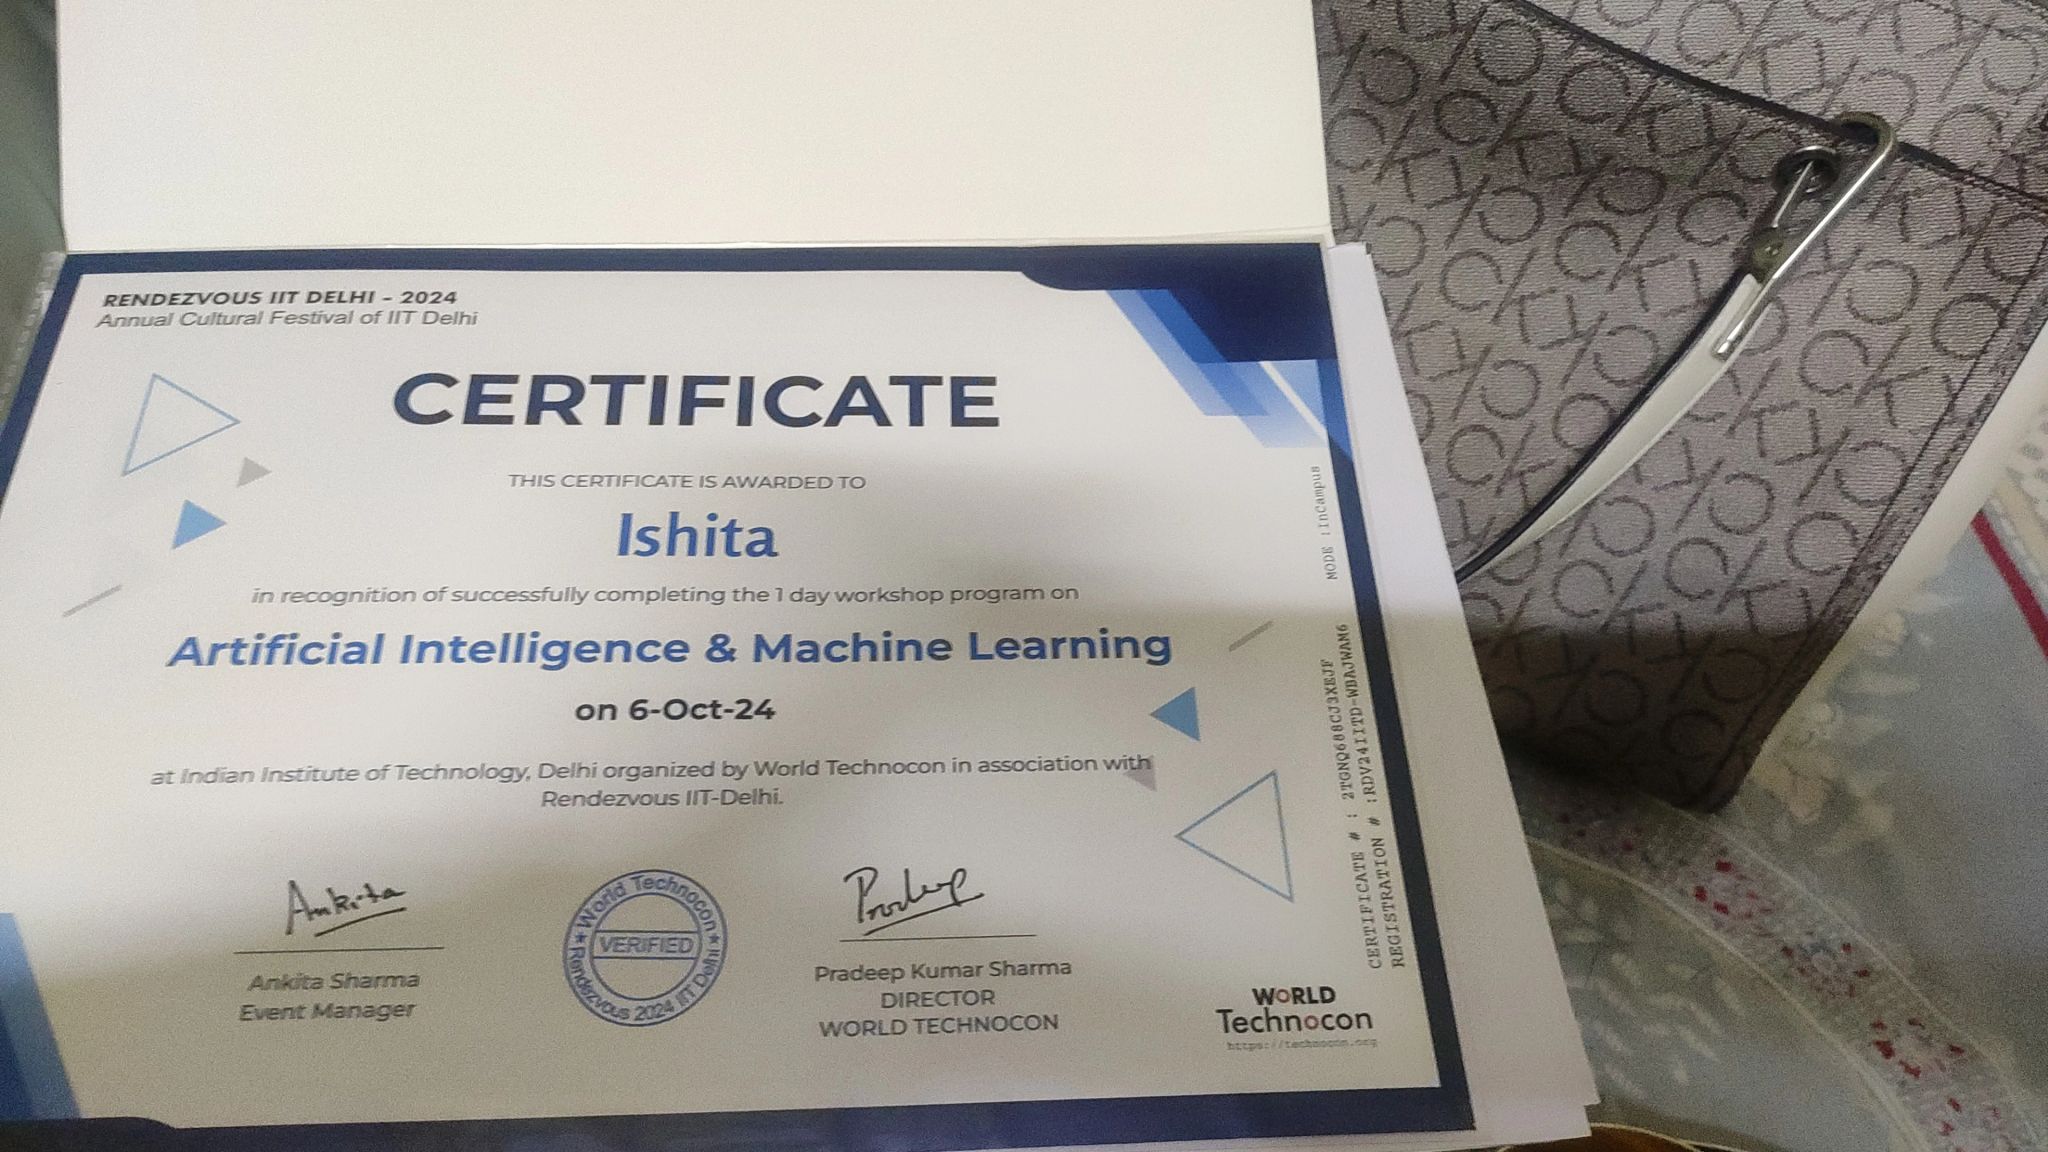 RENDEZVOUS IIT DELHI - 2024
Annual Cultural Festival of IIT Delhi
CERTIFICATE
THIS CERTIFICATE IS AWARDED TO
Ishita
in recognition of successfully completing the 1 day workshop program on
Artificial Intelligence & Machine Learning
on 6-Oct-24
at Indian Institute of Technology, Delhi organized by World Technocon in association with
Rendezvous IIT-Delhi.
Ankita
Ankita Sharma
Event Manager
World Technocon
VERIFIED
Rendezvous 2024 IIT Delhi
Pradeep
Pradeep Kumar Sharma
DIRECTOR
WORLD TECHNOCON
WORLD
Technocon
https://technocon.org
MODE :InCampus
CERTIFICATE # : 2TGNQ688CJ3XEJF
REGISTRATION # :RDV24IITD-WBAJWAM6